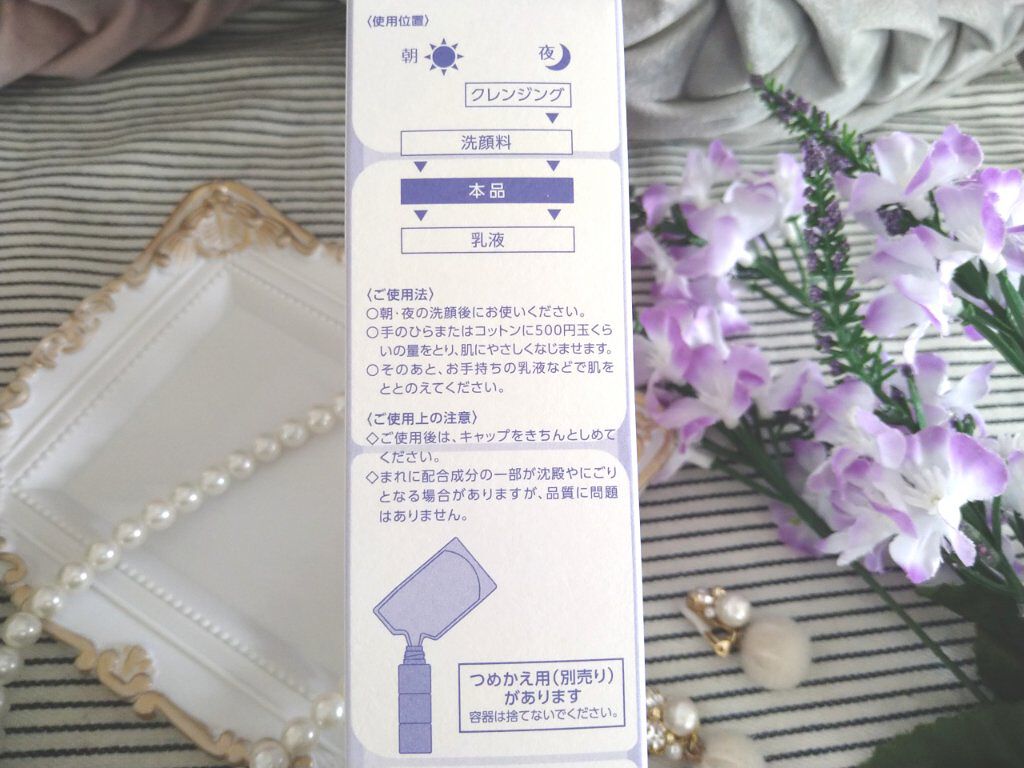 〈使用位置〉
朝 夜
クレンジング
洗顔料
本品
乳液
〈ご使用法〉
○朝・夜の洗顔後にお使いください。
○手のひらまたはコットンに500円玉くら
いの量をとり、肌にやさしくなじませます。
○そのあと、お手持ちの乳液などで肌を
ととのえてください。
〈ご使用上の注意〉
◇ご使用後は、キャップをきちんとしめて
ください。
◇まれに配合成分の一部が沈殿やにごり
となる場合がありますが、品質に問題
はありません。
つめかえ用(別売り)
があります
容器は捨てないでください。